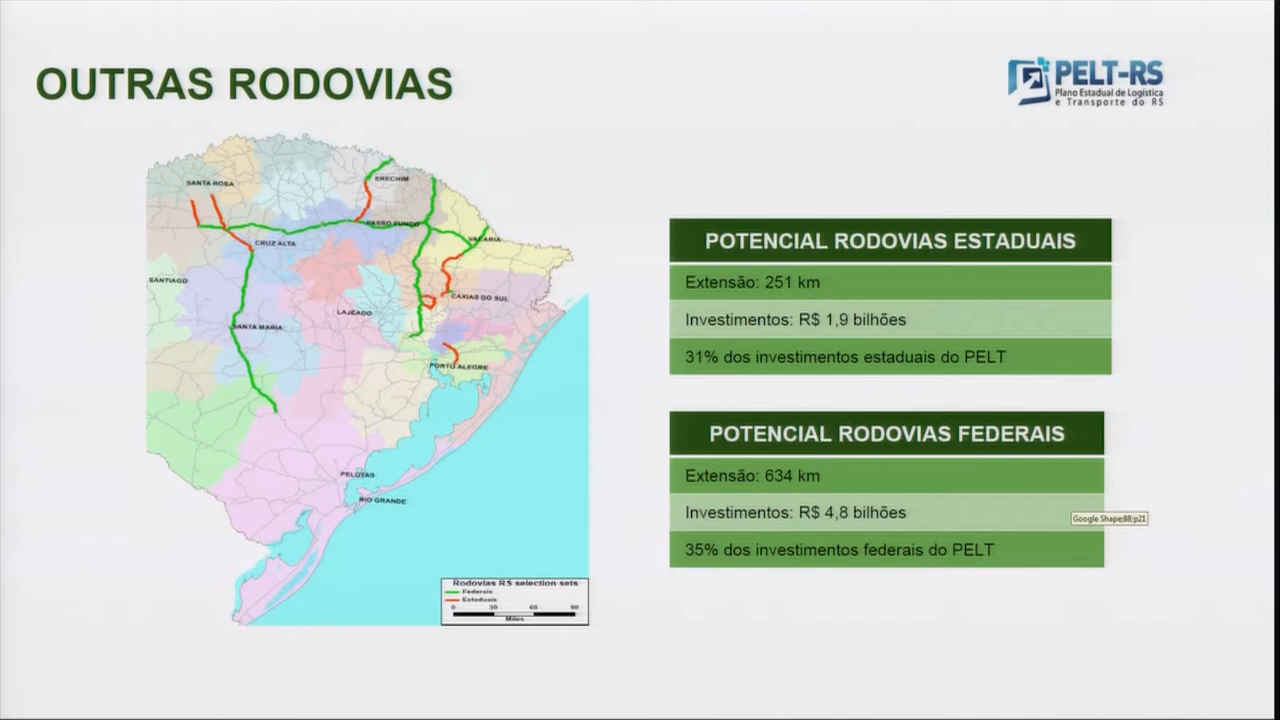 OUTRAS RODOVIAS
PELT-RS
Plano Estadual de Logística
e Transporte do RS
SANTA ROSA
ERECHIM
PASSO FUNDO
CRUZ ALTA
VACARIA
SANTIAGO
CAXIAS DO SUL
LAJEADO
SANTA MARIA
PORTO ALEGRE
PELOTAS
RIO GRANDE
Rodovias RS selection sets
Federais
Estaduais
0 30 60 90
Miles
POTENCIAL RODOVIAS ESTADUAIS
Extensão: 251 km
Investimentos: R$ 1,9 bilhões
31% dos investimentos estaduais do PELT
POTENCIAL RODOVIAS FEDERAIS
Extensão: 634 km
Investimentos: R$ 4,8 bilhões
Google Shape;88;p21
35% dos investimentos federais do PELT